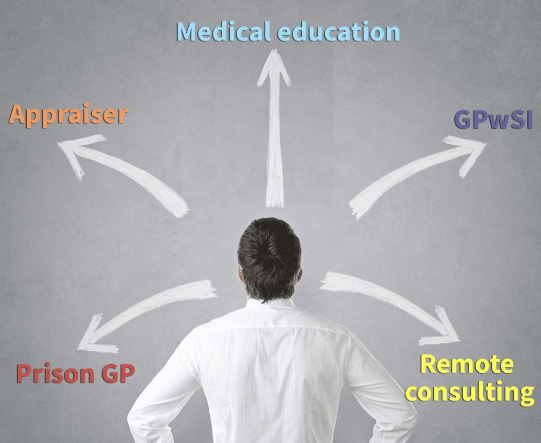 Medical education
Appraiser
GPwSI
Prison GP
Remote
consulting